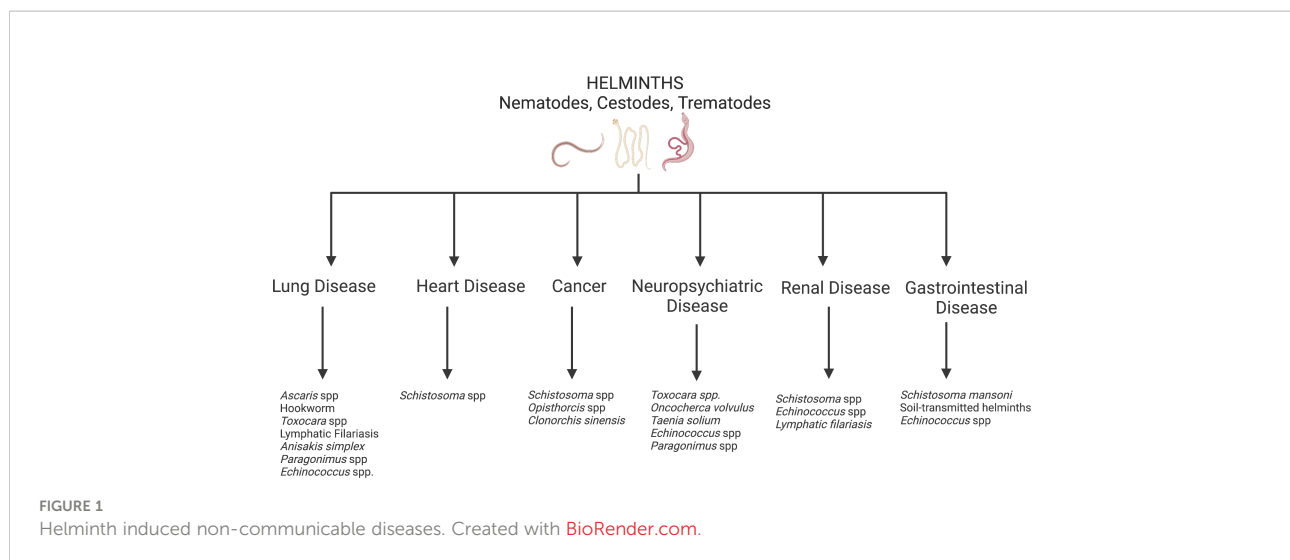 HELMINTHS
Nematodes, Cestodes, Trematodes
Lung Disease
Heart Disease
Cancer
Neuropsychiatric
Disease
Renal Disease
Gastrointestinal
Disease
Ascaris spp
Hookworm
Toxocara spp
Lymphatic Filariasis
Anisakis simplex
Paragonimus spp
Echinococcus spp.
Schistosoma spp
Schistosoma spp
Opisthorcis spp
Clonorchis sinensis
Toxocara spp.
Oncocherca volvulus
Taenia solium
Echinococcus spp
Paragonimus spp
Schistosoma spp
Echinococcus spp
Lymphatic filariasis
Schistosoma mansoni
Soil-transmitted helminths
Echinococcus spp
FIGURE 1
Helminth induced non-communicable diseases. Created with BioRender.com.